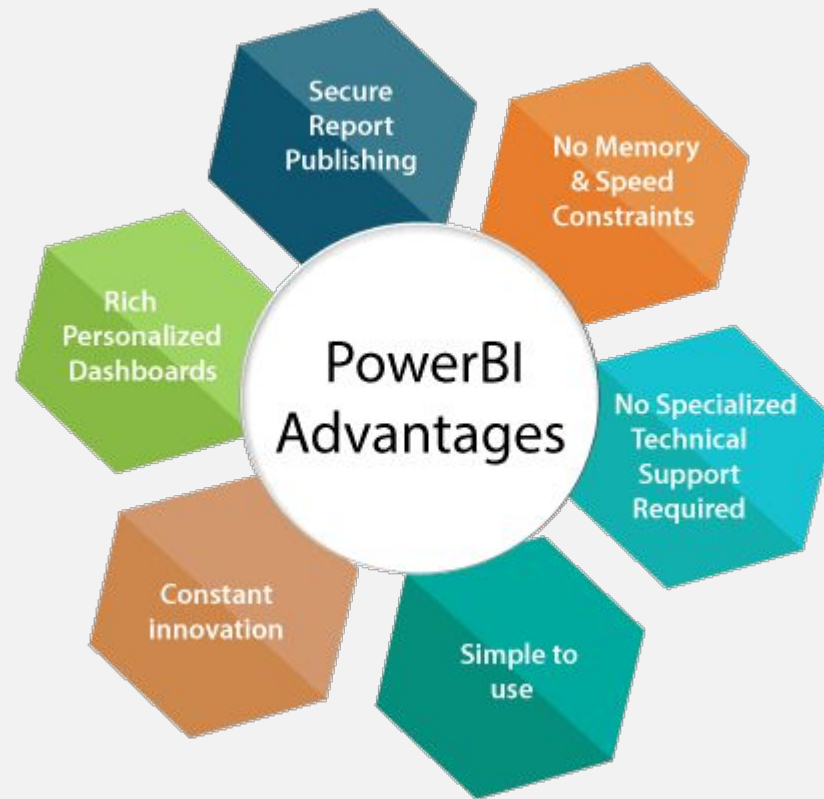 PowerBI
Advantages
Secure
Report
Publishing
No Memory
& Speed
Constraints
No Specialized
Technical
Support
Required
Simple to
use
Constant
innovation
Rich
Personalized
Dashboards